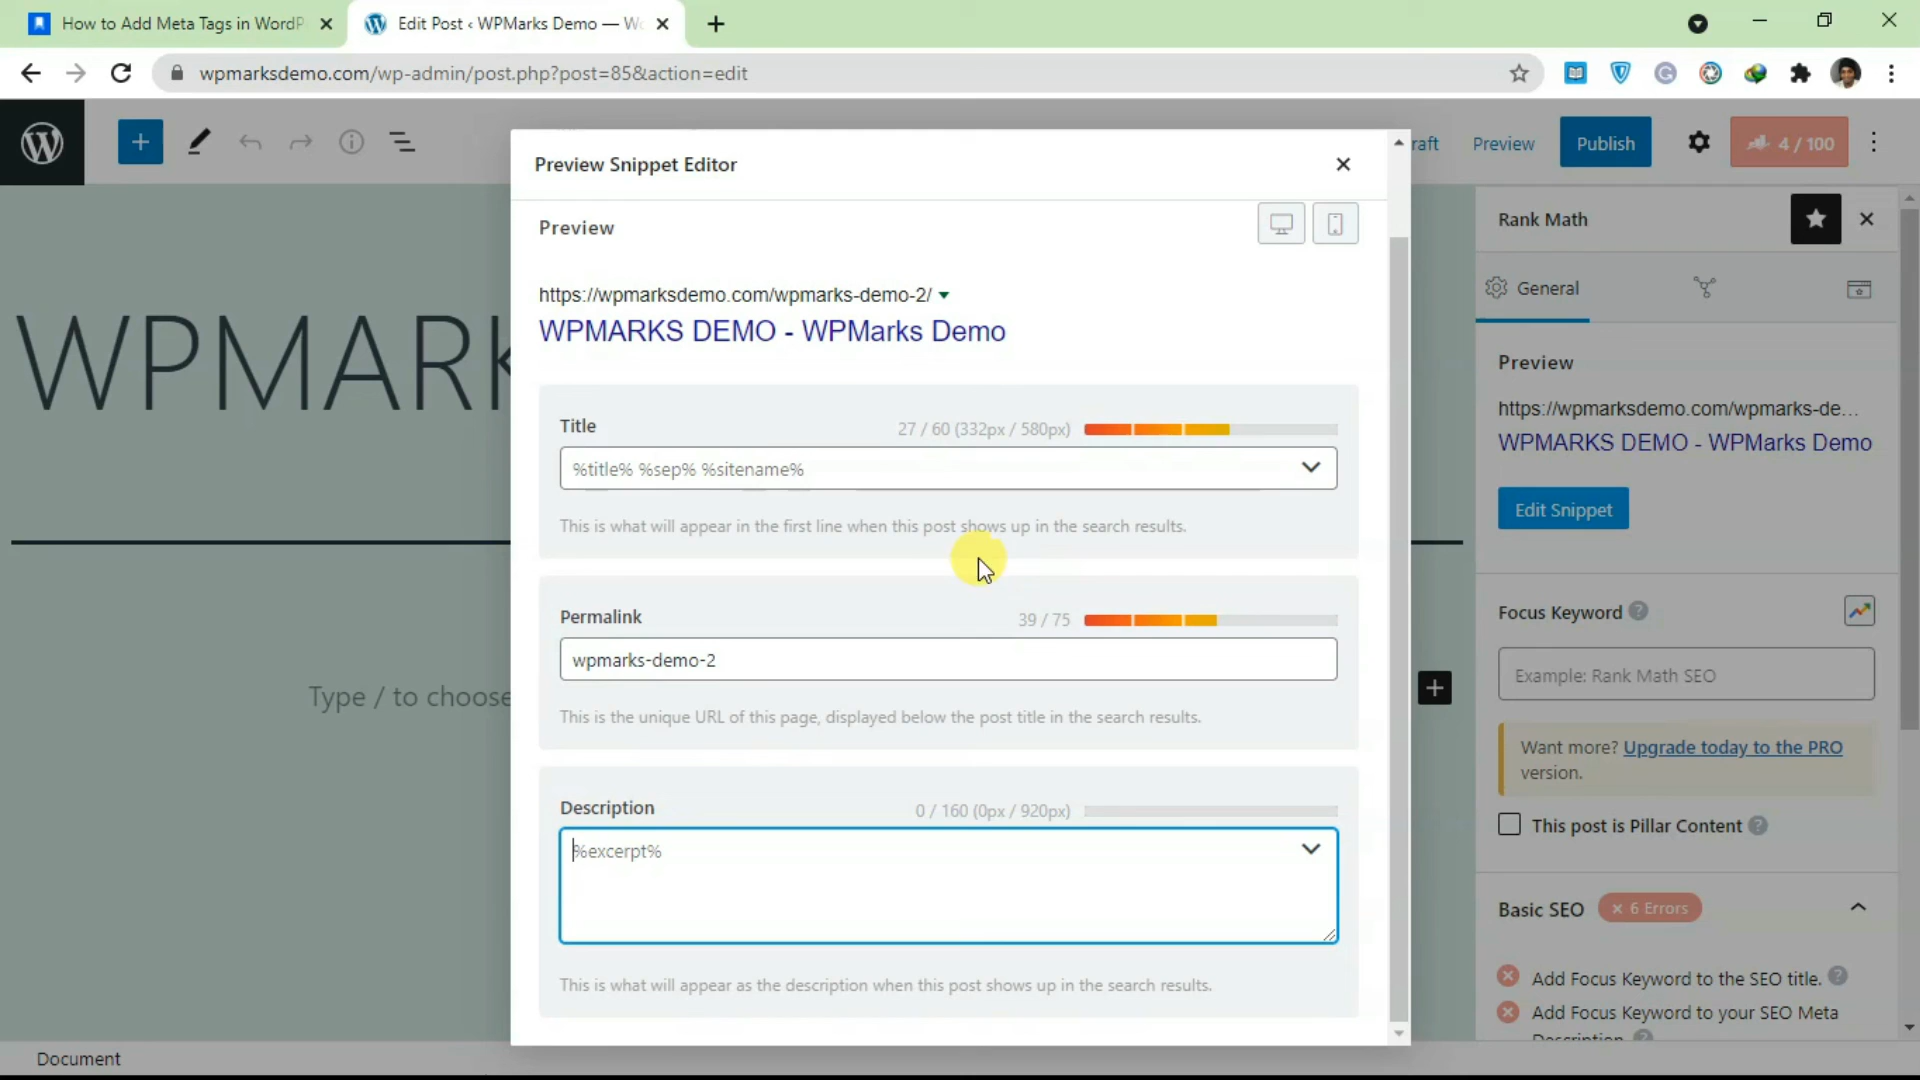 How to Add Meta Tags in WordP
Edit Post ‹ WPMarks Demo — Wo
wpmarksdemo.com/wp-admin/post.php?post=85&action=edit
raft
Preview
Publish
4 / 100
Preview Snippet Editor
Preview
https://wpmarksdemo.com/wpmarks-demo-2/
WPMARKS DEMO - WPMarks Demo
Title
27 / 60 (332px / 580px)
%title% %sep% %sitename%
This is what will appear in the first line when this post shows up in the search results.
Permalink
39 / 75
wpmarks-demo-2
This is the unique URL of this page, displayed below the post title in the search results.
Description
0 / 160 (0px / 920px)
%excerpt%
This is what will appear as the description when this post shows up in the search results.
WPMARK
Type / to choose
Document
Rank Math
General
Preview
https://wpmarksdemo.com/wpmarks-de...
WPMARKS DEMO - WPMarks Demo
Edit Snippet
Focus Keyword
Example: Rank Math SEO
Want more? Upgrade today to the PRO
version.
This post is Pillar Content
Basic SEO
6 Errors
Add Focus Keyword to the SEO title.
Add Focus Keyword to your SEO Meta
Description